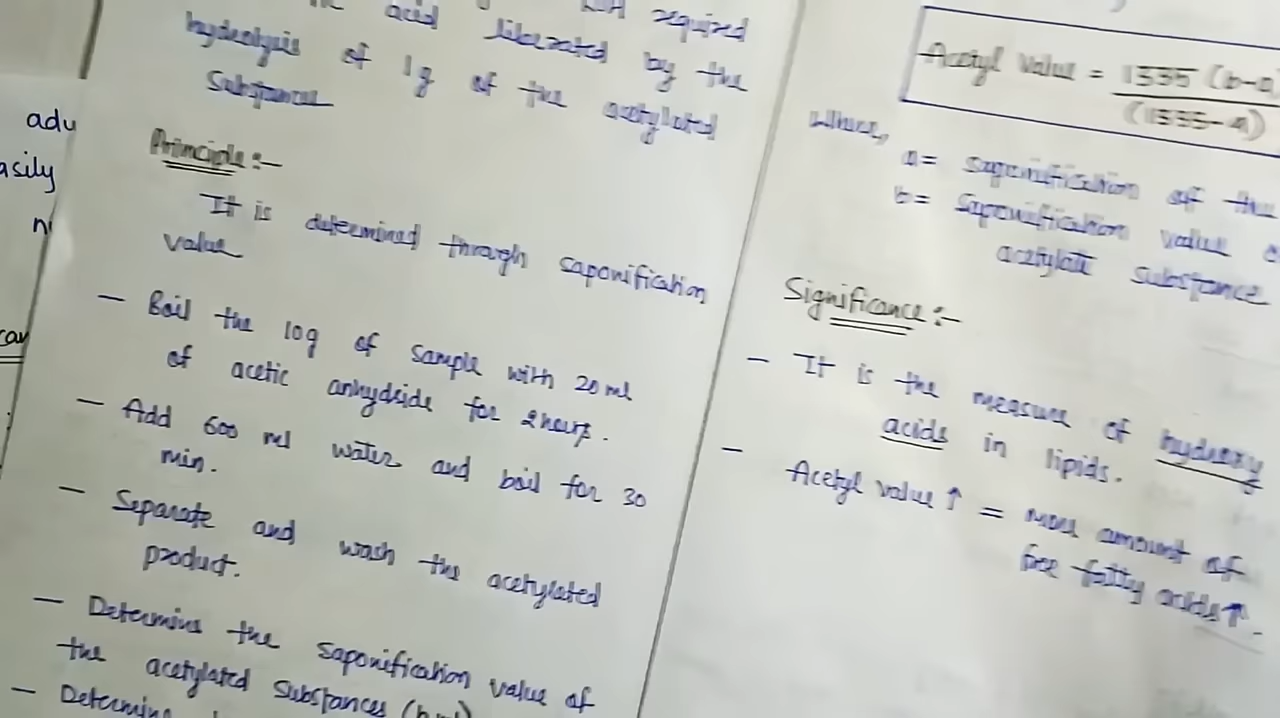 adv
asily
acid liberated by the
required
hydrolysis of 1g of the acetylated
Substances
Principle :-
It is determined through saponification
value
- Boil the 10g of sample with 20 ml
of acetic anhydride for 2 hours.
- Add 600 ml water and boil for 30
min.
- Separate and wash the acetylated
product.
- Determine the saponification value of
the acetylated substances
- Determine
Acetyl Value = 1335 (b-a
(1335-a)
Where,
a = saponification of the
b = saponification value
acetylate substance
Significance :-
- It is the measure of hydroxy
acids in lipids.
- Acetyl value ↑ = more amount of
free fatty acids ↑.